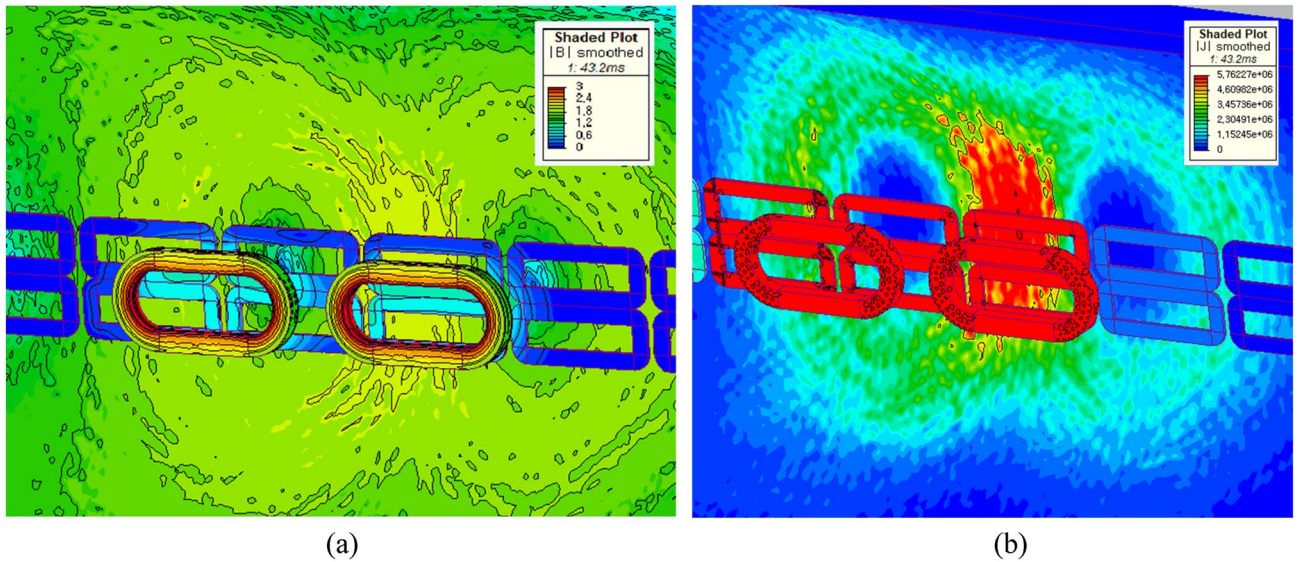 Shaded Plot
|B| smoothed
1: 43.2ms
3
2,4
1,8
1,2
0,6
0
Shaded Plot
|J| smoothed
1: 43.2ms
5,76227e+06
4,60982e+06
3,45736e+06
2,30491e+06
1,15245e+06
0
(a)
(b)